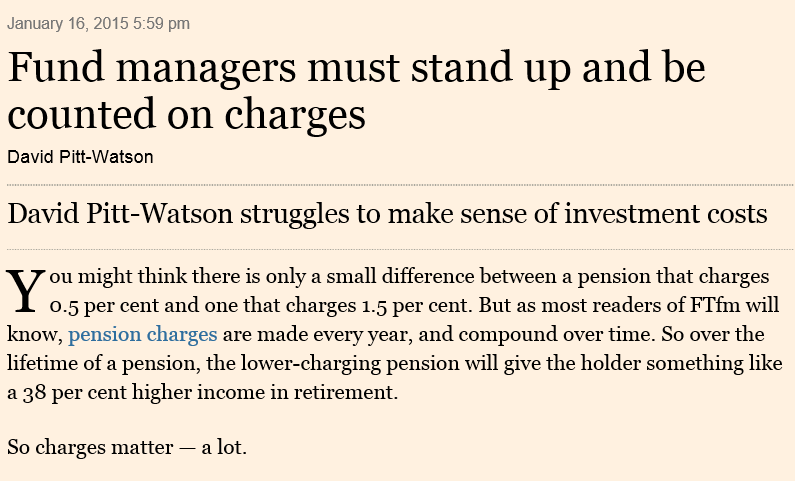 January 16, 2015 5:59 pm
Fund managers must stand up and be
counted on charges
David Pitt-Watson
David Pitt-Watson struggles to make sense of investment costs
You might think there is only a small difference between a pension that charges
0.5 per cent and one that charges 1.5 per cent. But as most readers of FTfm will
know, pension charges are made every year, and compound over time. So over the
lifetime of a pension, the lower-charging pension will give the holder something like
a 38 per cent higher income in retirement.
So charges matter — a lot.